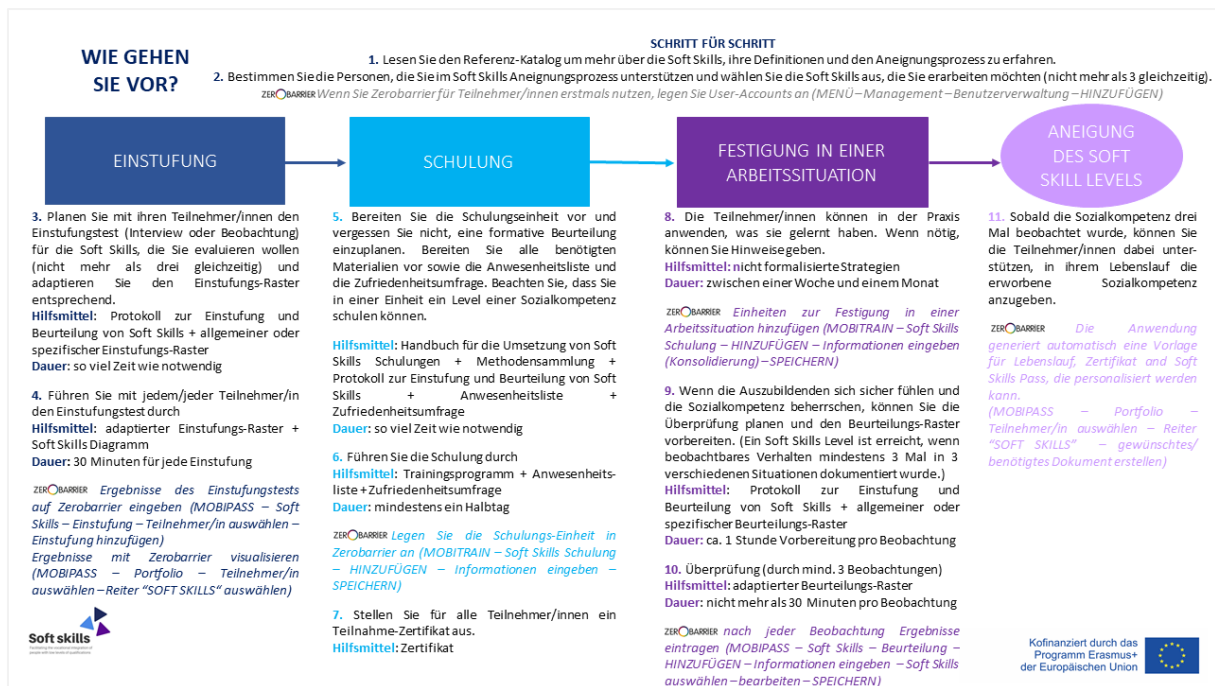 WIE GEHEN
SIE VOR?
SCHRITT FÜR SCHRITT
1. Lesen Sie den Referenz-Katalog um mehr über die Soft Skills, ihre Definitionen und den Aneignungsprozess zu erfahren.
2. Bestimmen Sie die Personen, die Sie im Soft Skills Aneignungsprozess unterstützen und wählen Sie die Soft Skills aus, die Sie erarbeiten möchten (nicht mehr als 3 gleichzeitig).
ZEROBARRIER Wenn Sie Zerobarrier für Teilnehmer/innen erstmals nutzen, legen Sie User-Accounts an (MENÜ – Management – Benutzerverwaltung – HINZUFÜGEN)
EINSTUFUNG
3. Planen Sie mit ihren Teilnehmer/innen den
Einstufungstest (Interview oder Beobachtung)
für die Soft Skills, die Sie evaluieren wollen
(nicht mehr als drei gleichzeitig) und
adaptieren Sie den Einstufungs-Raster
entsprechend.
Hilfsmittel: Protokoll zur Einstufung und
Beurteilung von Soft Skills + allgemeiner oder
spezifischer Einstufungs-Raster
Dauer: so viel Zeit wie notwendig
4. Führen Sie mit jedem/jeder Teilnehmer/in
den Einstufungstest durch
Hilfsmittel: adaptierter Einstufungs-Raster +
Soft Skills Diagramm
Dauer: 30 Minuten für jede Einstufung
ZEROBARRIER Ergebnisse des Einstufungstests
auf Zerobarrier eingeben (MOBIPASS – Soft
Skills – Einstufung – Teilnehmer/in auswählen –
Einstufung hinzufügen)
Ergebnisse mit Zerobarrier visualisieren
(MOBIPASS – Portfolio – Teilnehmer/in
auswählen – Reiter "SOFT SKILLS" auswählen)
SCHULUNG
5. Bereiten Sie die Schulungseinheit vor und
vergessen Sie nicht, eine formative Beurteilung
einzuplanen. Bereiten Sie alle benötigten
Materialien vor sowie die Anwesenheitsliste und
die Zufriedenheitsumfrage. Beachten Sie, dass Sie
in einer Einheit ein Level einer Sozialkompetenz
schulen können.
Hilfsmittel: Handbuch für die Umsetzung von Soft
Skills Schulungen + Methodensammlung +
Protokoll zur Einstufung und Beurteilung von Soft
Skills + Anwesenheitsliste +
Zufriedenheitsumfrage
Dauer: so viel Zeit wie notwendig
6. Führen Sie die Schulung durch
Hilfsmittel: Trainingsprogramm + Anwesenheits-
liste + Zufriedenheitsumfrage
Dauer: mindestens ein Halbtag
ZEROBARRIER Legen Sie die Schulungs-Einheit in
Zerobarrier an (MOBITRAIN – Soft Skills Schulung
– HINZUFÜGEN – Informationen eingeben –
SPEICHERN)
7. Stellen Sie für alle Teilnehmer/innen ein
Teilnahme-Zertifikat aus.
Hilfsmittel: Zertifikat
FESTIGUNG IN EINER
ARBEITSSITUATION
8. Die Teilnehmer/innen können in der Praxis
anwenden, was sie gelernt haben. Wenn nötig,
können Sie Hinweise geben.
Hilfsmittel: nicht formalisierte Strategien
Dauer: zwischen einer Woche und einem Monat
ZEROBARRIER Einheiten zur Festigung in einer
Arbeitssituation hinzufügen (MOBITRAIN – Soft Skills
Schulung – HINZUFÜGEN – Informationen eingeben
(Konsolidierung) – SPEICHERN)
9. Wenn die Auszubildenden sich sicher fühlen und
die Sozialkompetenz beherrschen, können Sie die
Überprüfung planen und den Beurteilungs-Raster
vorbereiten. (Ein Soft Skills Level ist erreicht, wenn
beobachtbares Verhalten mindestens 3 Mal in 3
verschiedenen Situationen dokumentiert wurde.)
Hilfsmittel: Protokoll zur Einstufung und
Beurteilung von Soft Skills + allgemeiner oder
spezifischer Beurteilungs-Raster
Dauer: ca. 1 Stunde Vorbereitung pro Beobachtung
10. Überprüfung (durch mind. 3 Beobachtungen)
Hilfsmittel: adaptierter Beurteilungs-Raster
Dauer: nicht mehr als 30 Minuten pro Beobachtung
ZEROBARRIER nach jeder Beobachtung Ergebnisse
eintragen (MOBIPASS – Soft Skills – Beurteilung –
HINZUFÜGEN – Informationen eingeben – Soft Skills
auswählen – bearbeiten – SPEICHERN)
ANEIGUNG
DES SOFT
SKILL LEVELS
11. Sobald die Sozialkompetenz drei
Mal beobachtet wurde, können Sie
die Teilnehmer/innen dabei unter-
stützen, in ihrem Lebenslauf die
erworbene Sozialkompetenz
anzugeben.
ZEROBARRIER Die Anwendung
generiert automatisch eine Vorlage
für Lebenslauf, Zertifikat and Soft
Skills Pass, die personalisiert werden
kann.
(MOBIPASS – Portfolio –
Teilnehmer/in auswählen – Reiter
"SOFT SKILLS" – gewünschtes/
benötigtes Dokument erstellen)
Soft skills
Kofinanziert durch das
Programm Erasmus+
der Europäischen Union